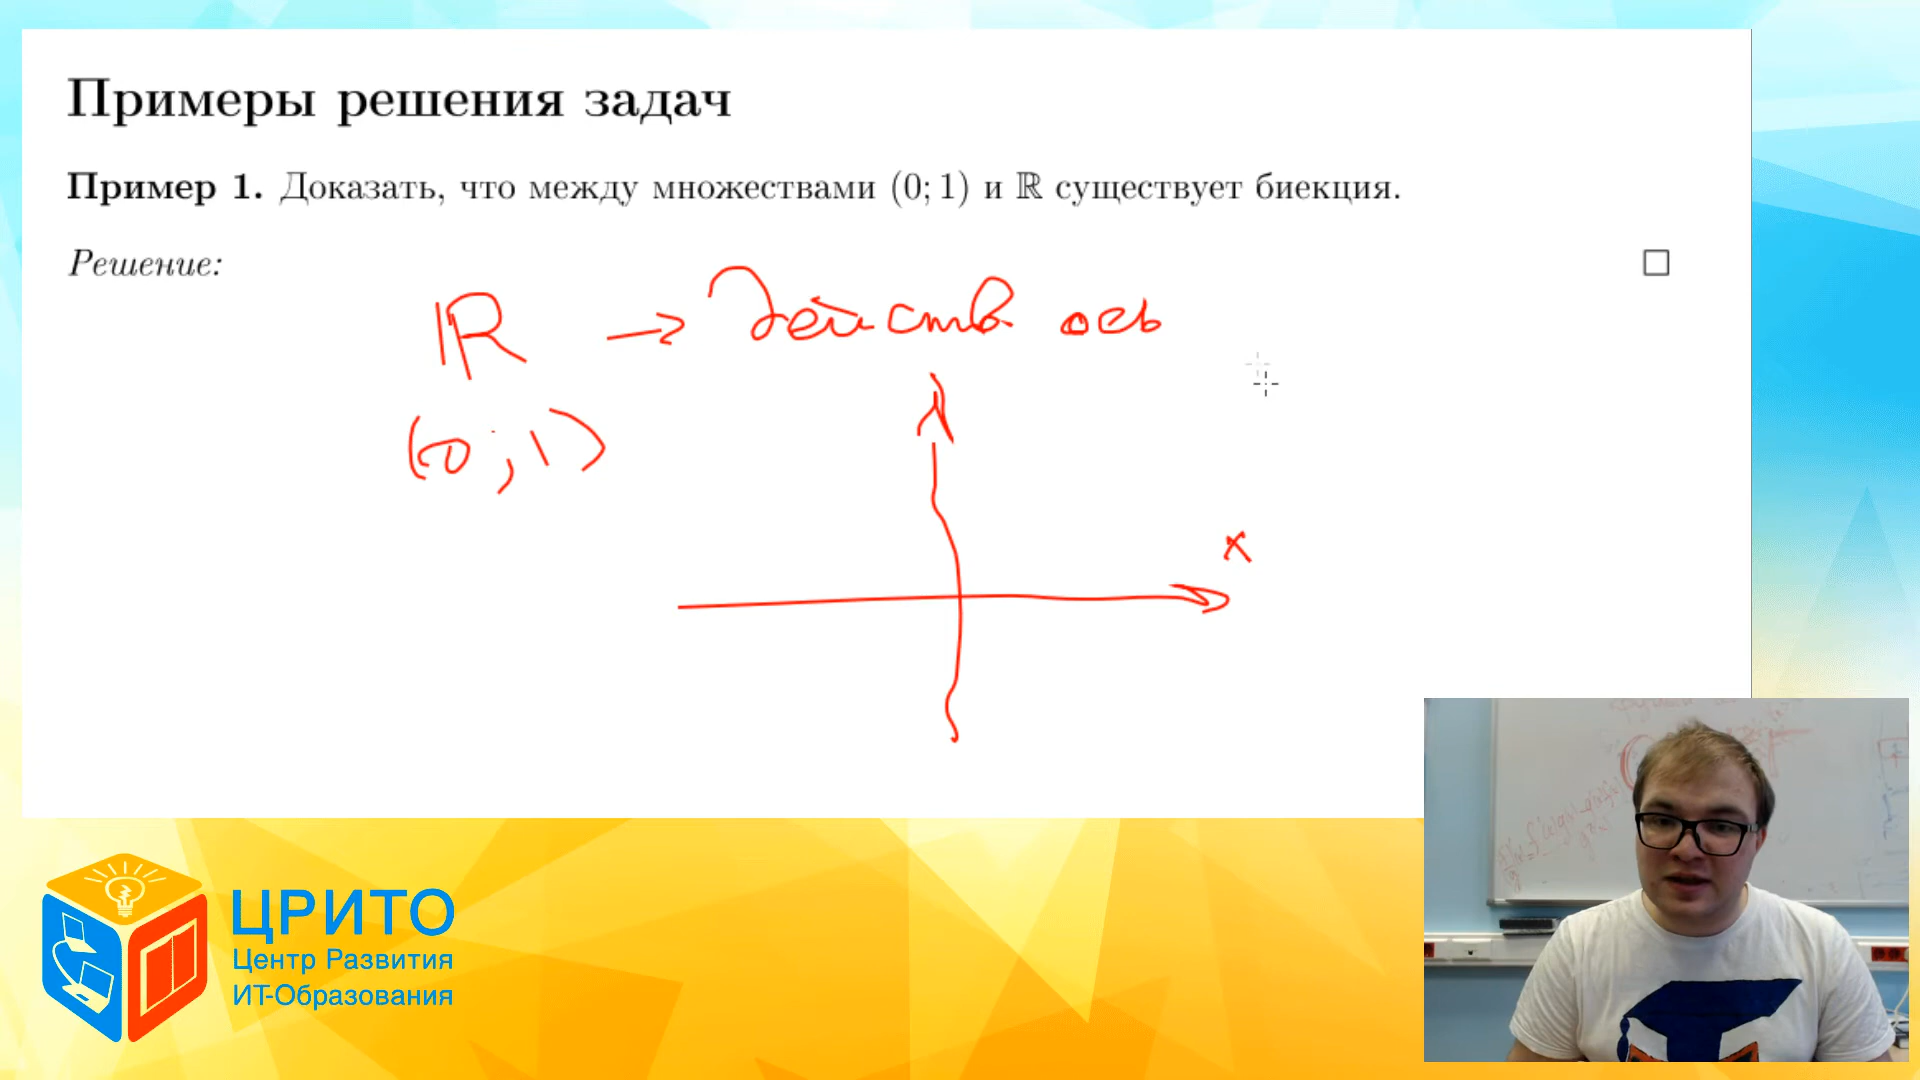 Примеры решения задач
Пример 1. Доказать, что между множествами (0; 1) и ℝ существует биекция.
Решение:
ℝ → Действ ось
(0; 1)
x
ЦРИТО
Центр Развития
ИТ-Образования